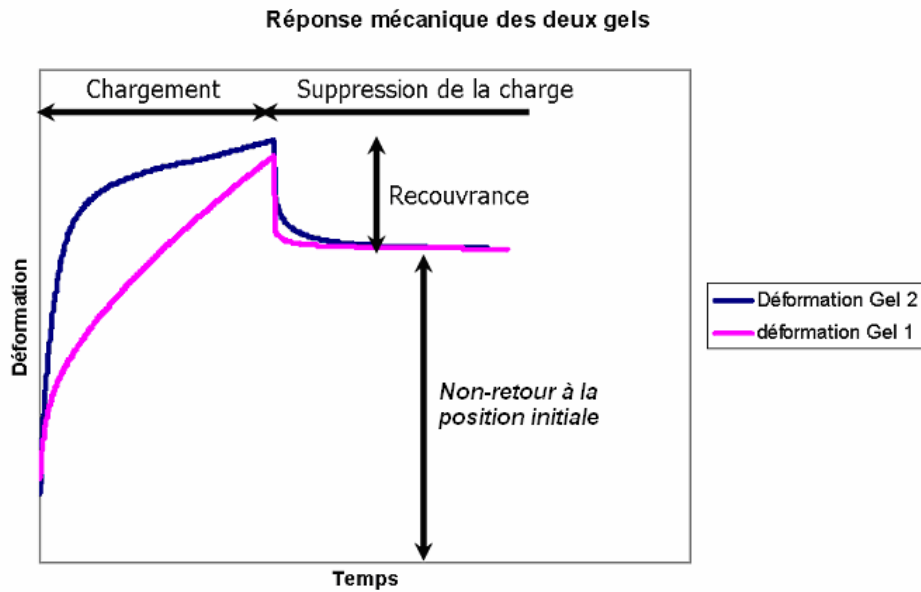 Réponse mécanique des deux gels
Chargement
Suppression de la charge
Recouvrance
Déformation
Non-retour à la
position initiale
Temps
Déformation Gel 2
déformation Gel 1